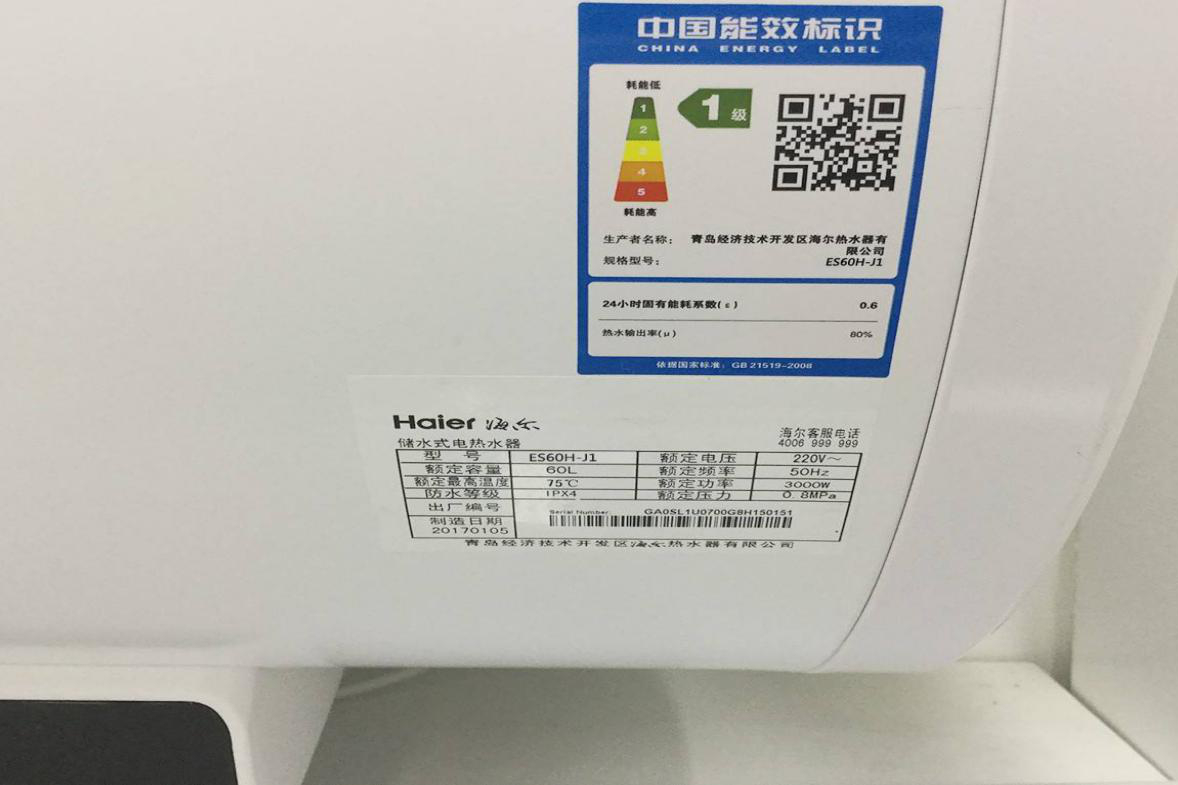 中国能效标识
CHINA ENERGY LABEL
耗能低
1
2
3
4
5
1级
耗能高
生产者名称： 青岛经济技术开发区海尔热水器有
限公司
规格型号： ES60H-J1
24小时固有能耗系数(ε) 0.6
热水输出率(μ) 80%
依据国家标准：GB 21519-2008
Haier 海尔
储水式电热水器
海尔客服电话
4006 999 999
型 号 ES60H-J1 额定电压 220V～
额定容量 60L 额定频率 50Hz
额定最高温度 75℃ 额定功率 3000W
防水等级 IPX4 额定压力 0.8MPa
出厂编号 Serial Number: GA0SL1U0700G8H150151
制造日期
20170105
青岛经济技术开发区海尔热水器有限公司